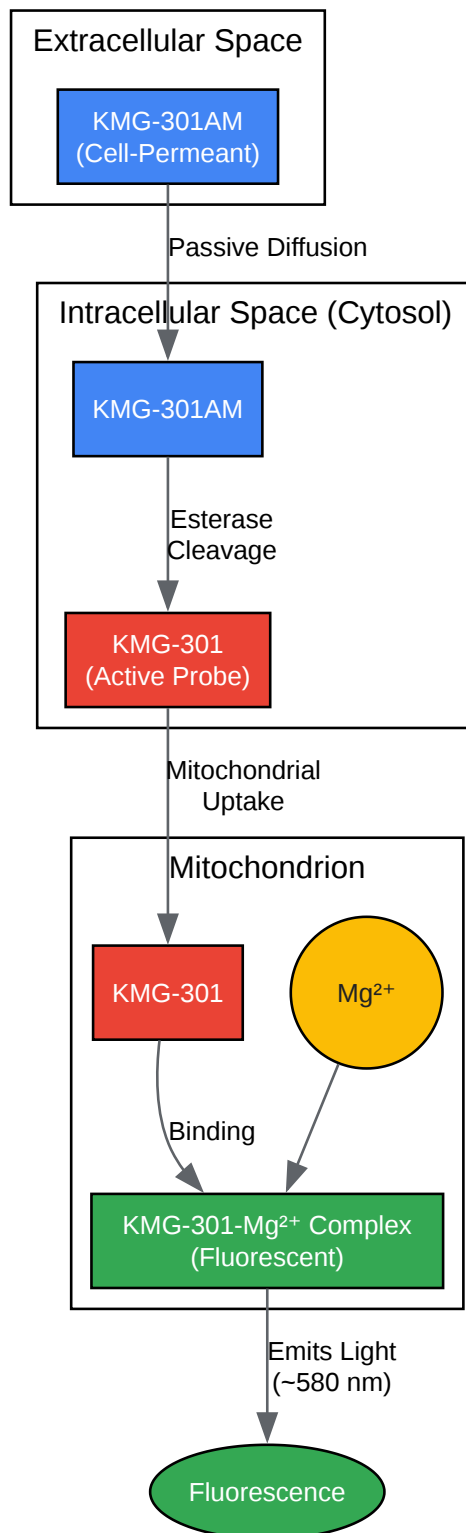 Extracellular Space
KMG-301AM
(Cell-Permeant)
Passive Diffusion
Intracellular Space (Cytosol)
KMG-301AM
Esterase
Cleavage
KMG-301
(Active Probe)
Mitochondrial
Uptake
Mitochondrion
KMG-301
Mg²⁺
Binding
KMG-301-Mg²⁺ Complex
(Fluorescent)
Emits Light
(~580 nm)
Fluorescence